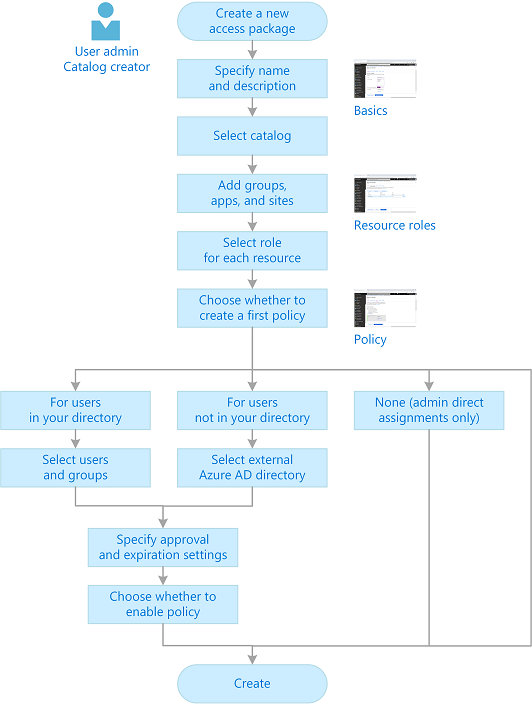 Create a new
access package
User admin
Catalog creator
Specify name
and description
Basics
Select catalog
Add groups,
apps, and sites
Resource roles
Select role
for each resource
Choose whether to
create a first policy
Policy
For users
in your directory
For users
not in your directory
None (admin direct
assignments only)
Select users
and groups
Select external
Azure AD directory
Specify approval
and expiration settings
Choose whether to
enable policy
Create